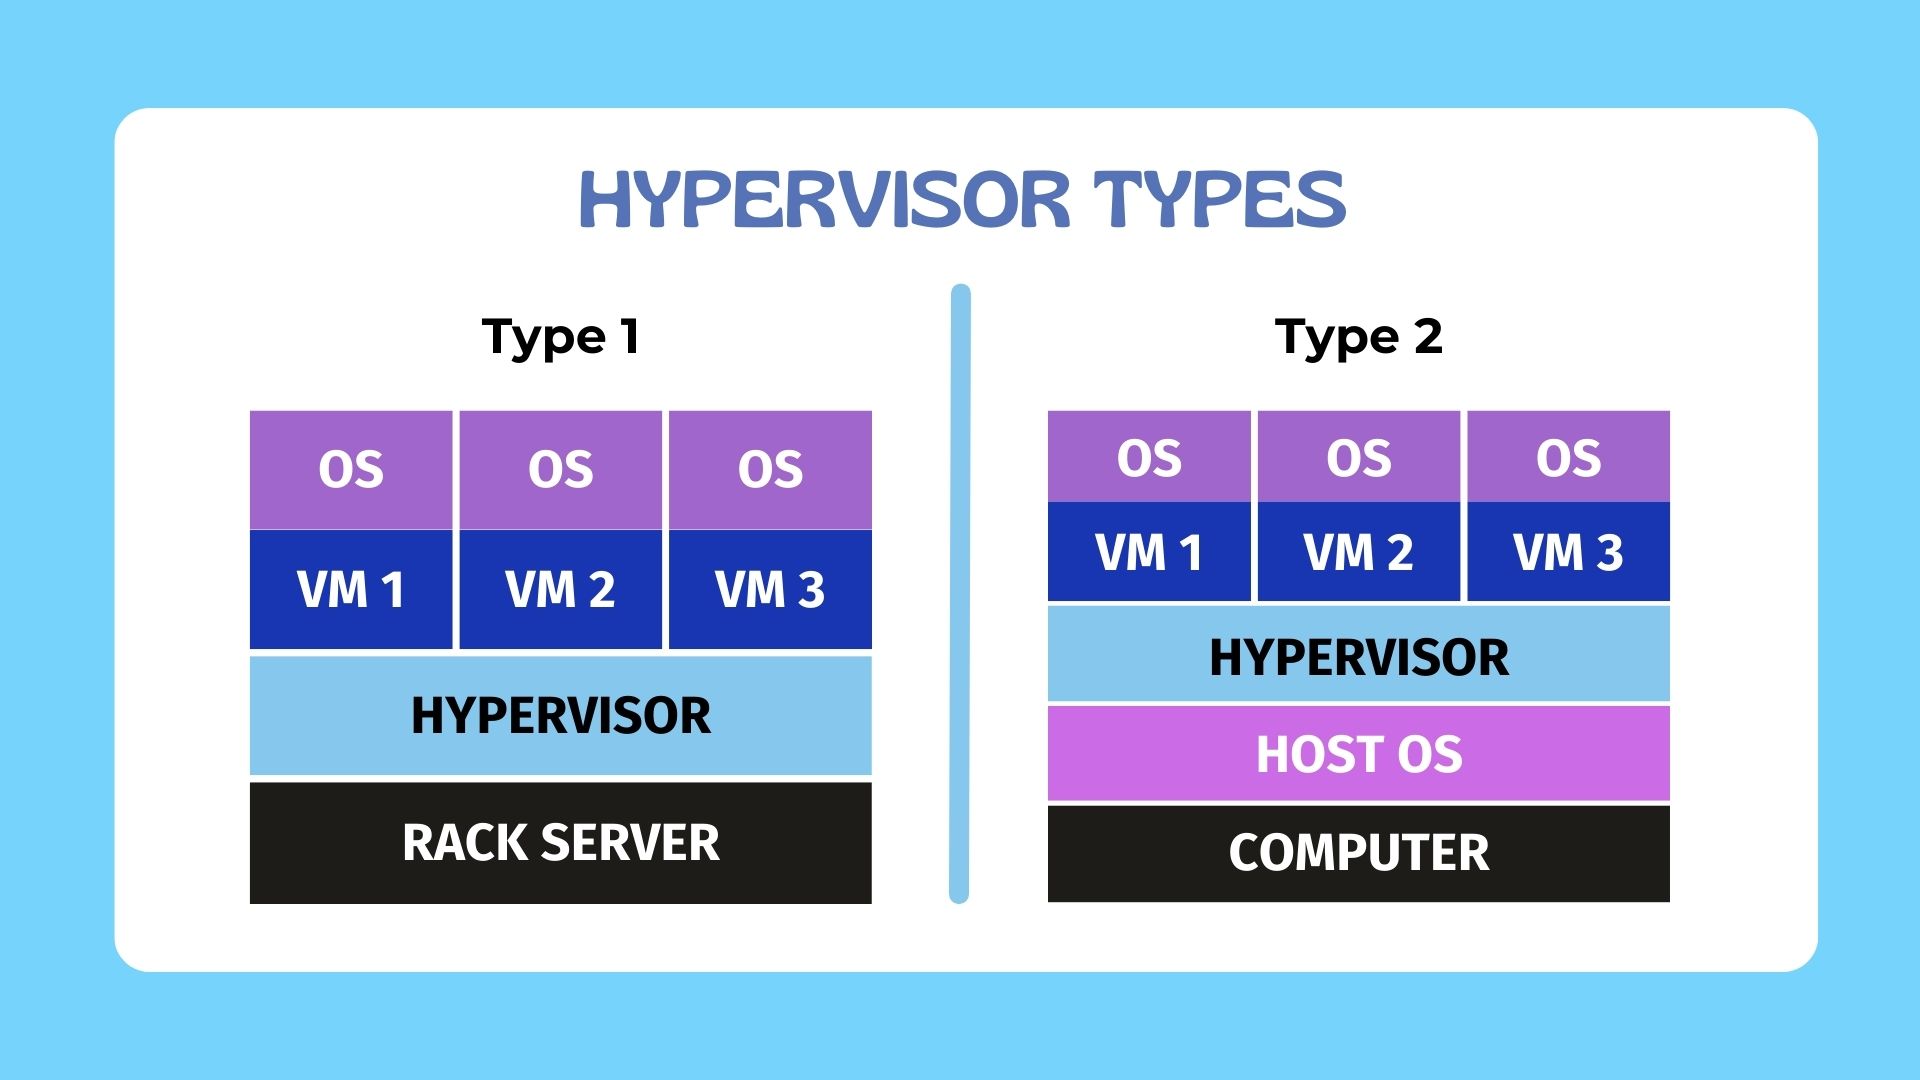 HYPERVISOR TYPES
Type 1
OS OS OS
VM 1 VM 2 VM 3
HYPERVISOR
RACK SERVER
Type 2
OS OS OS
VM 1 VM 2 VM 3
HYPERVISOR
HOST OS
COMPUTER